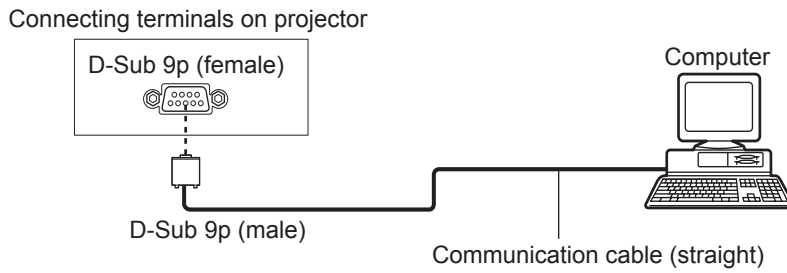 Connecting terminals on projector
D-Sub 9p (female)
Computer
D-Sub 9p (male)
Communication cable (straight)